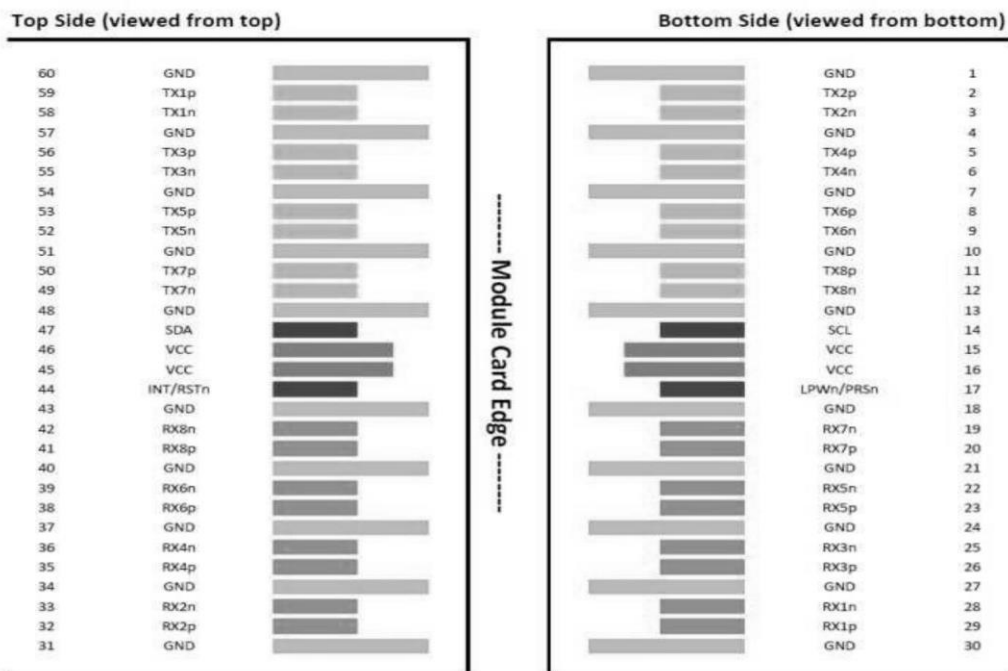 Top Side (viewed from top)
60 GND
59 TX1p
58 TX1n
57 GND
56 TX3p
55 TX3n
54 GND
53 TX5p
52 TX5n
51 GND
50 TX7p
49 TX7n
48 GND
47 SDA
46 VCC
45 VCC
44 INT/RSTn
43 GND
42 RX8n
41 RX8p
40 GND
39 RX6n
38 RX6p
37 GND
36 RX4n
35 RX4p
34 GND
33 RX2n
32 RX2p
31 GND
-------- Module Card Edge --------
Bottom Side (viewed from bottom)
GND 1
TX2p 2
TX2n 3
GND 4
TX4p 5
TX4n 6
GND 7
TX6p 8
TX6n 9
GND 10
TX8p 11
TX8n 12
GND 13
SCL 14
VCC 15
VCC 16
LPWn/PRSn 17
GND 18
RX7n 19
RX7p 20
GND 21
RX5n 22
RX5p 23
GND 24
RX3n 25
RX3p 26
GND 27
RX1n 28
RX1p 29
GND 30